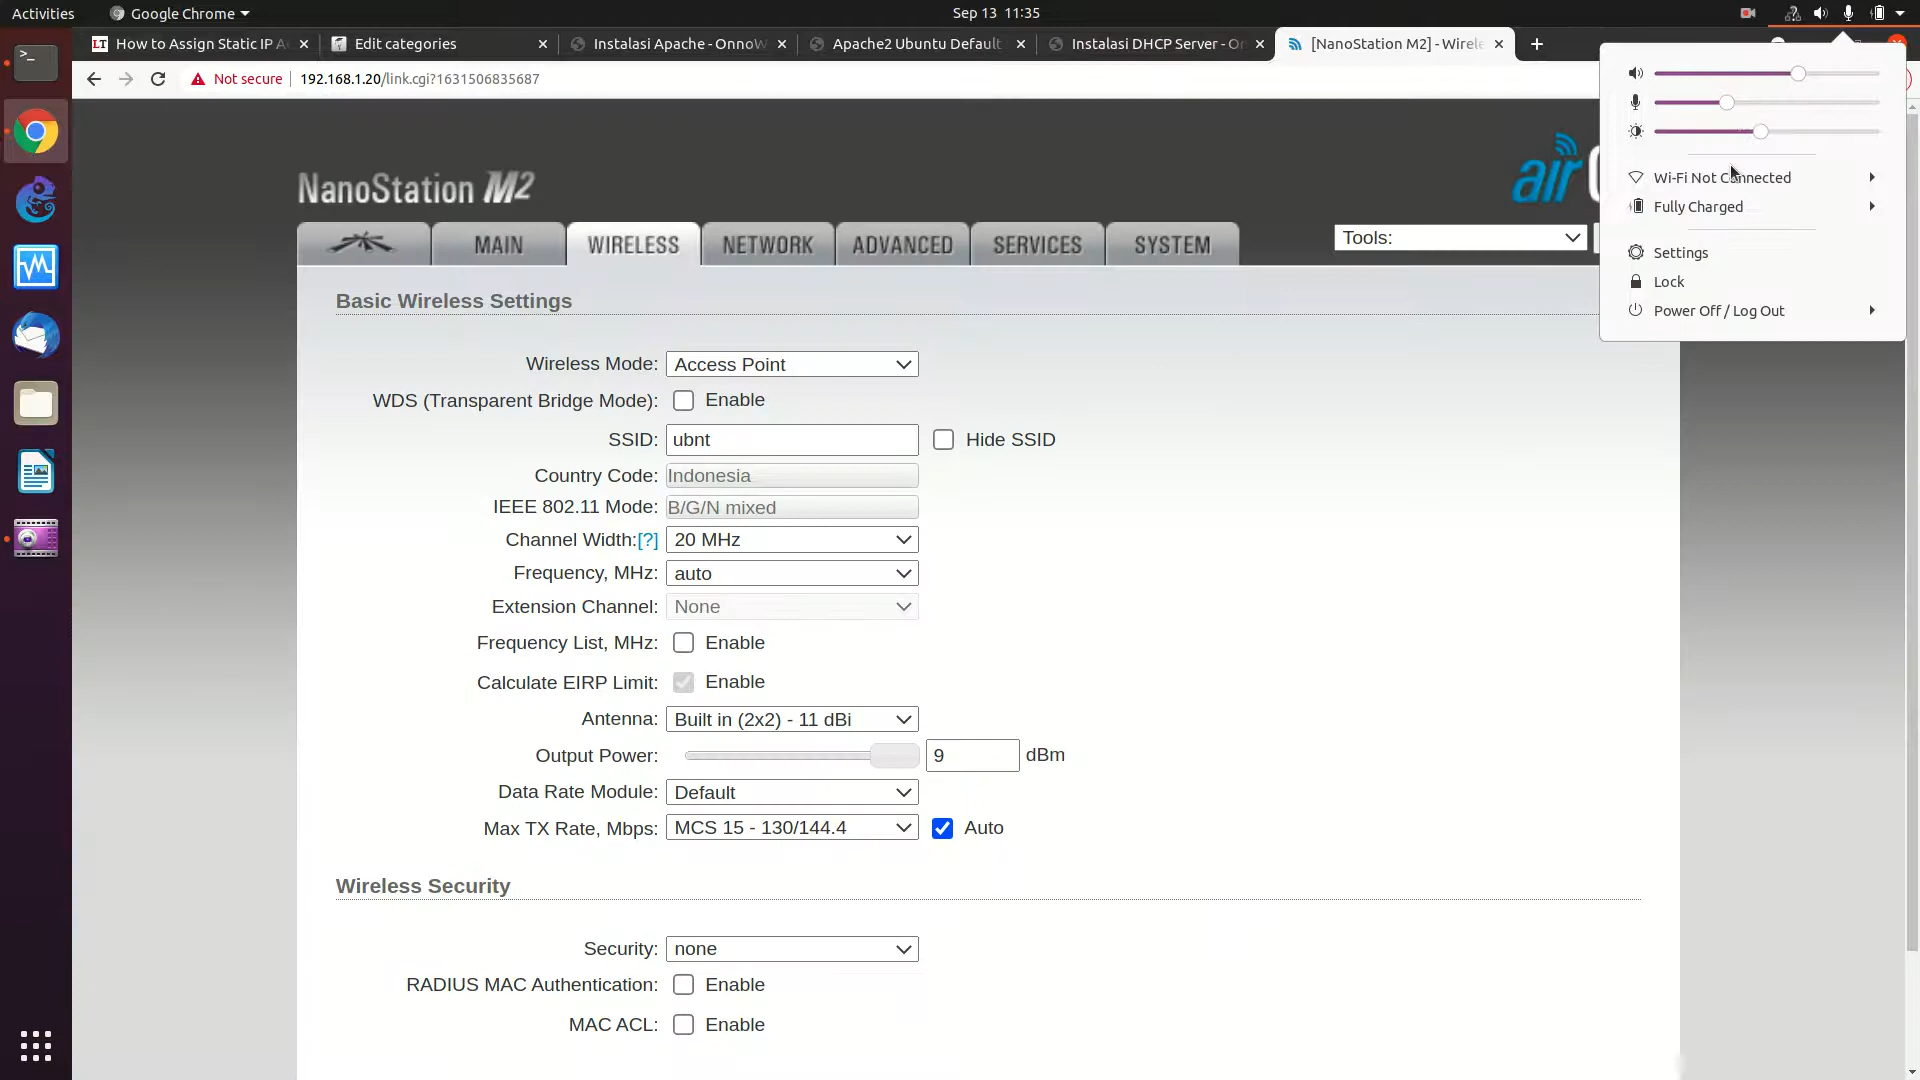 Activities
Google Chrome
Sep 13 11:35
How to Assign Static IP A
Edit categories
Instalasi Apache - OnnoW
Apache2 Ubuntu Default
Instalasi DHCP Server - On
[NanoStation M2] - Wirele
Not secure
192.168.1.20/link.cgi?1631506835687
NanoStation M2
air
MAIN
WIRELESS
NETWORK
ADVANCED
SERVICES
SYSTEM
Tools:
Wi-Fi Not Connected
Fully Charged
Settings
Lock
Power Off / Log Out
Basic Wireless Settings
Wireless Mode: Access Point
WDS (Transparent Bridge Mode): Enable
SSID: ubnt Hide SSID
Country Code: Indonesia
IEEE 802.11 Mode: B/G/N mixed
Channel Width:[?] 20 MHz
Frequency, MHz: auto
Extension Channel: None
Frequency List, MHz: Enable
Calculate EIRP Limit: Enable
Antenna: Built in (2x2) - 11 dBi
Output Power: 9 dBm
Data Rate Module: Default
Max TX Rate, Mbps: MCS 15 - 130/144.4 Auto
Wireless Security
Security: none
RADIUS MAC Authentication: Enable
MAC ACL: Enable